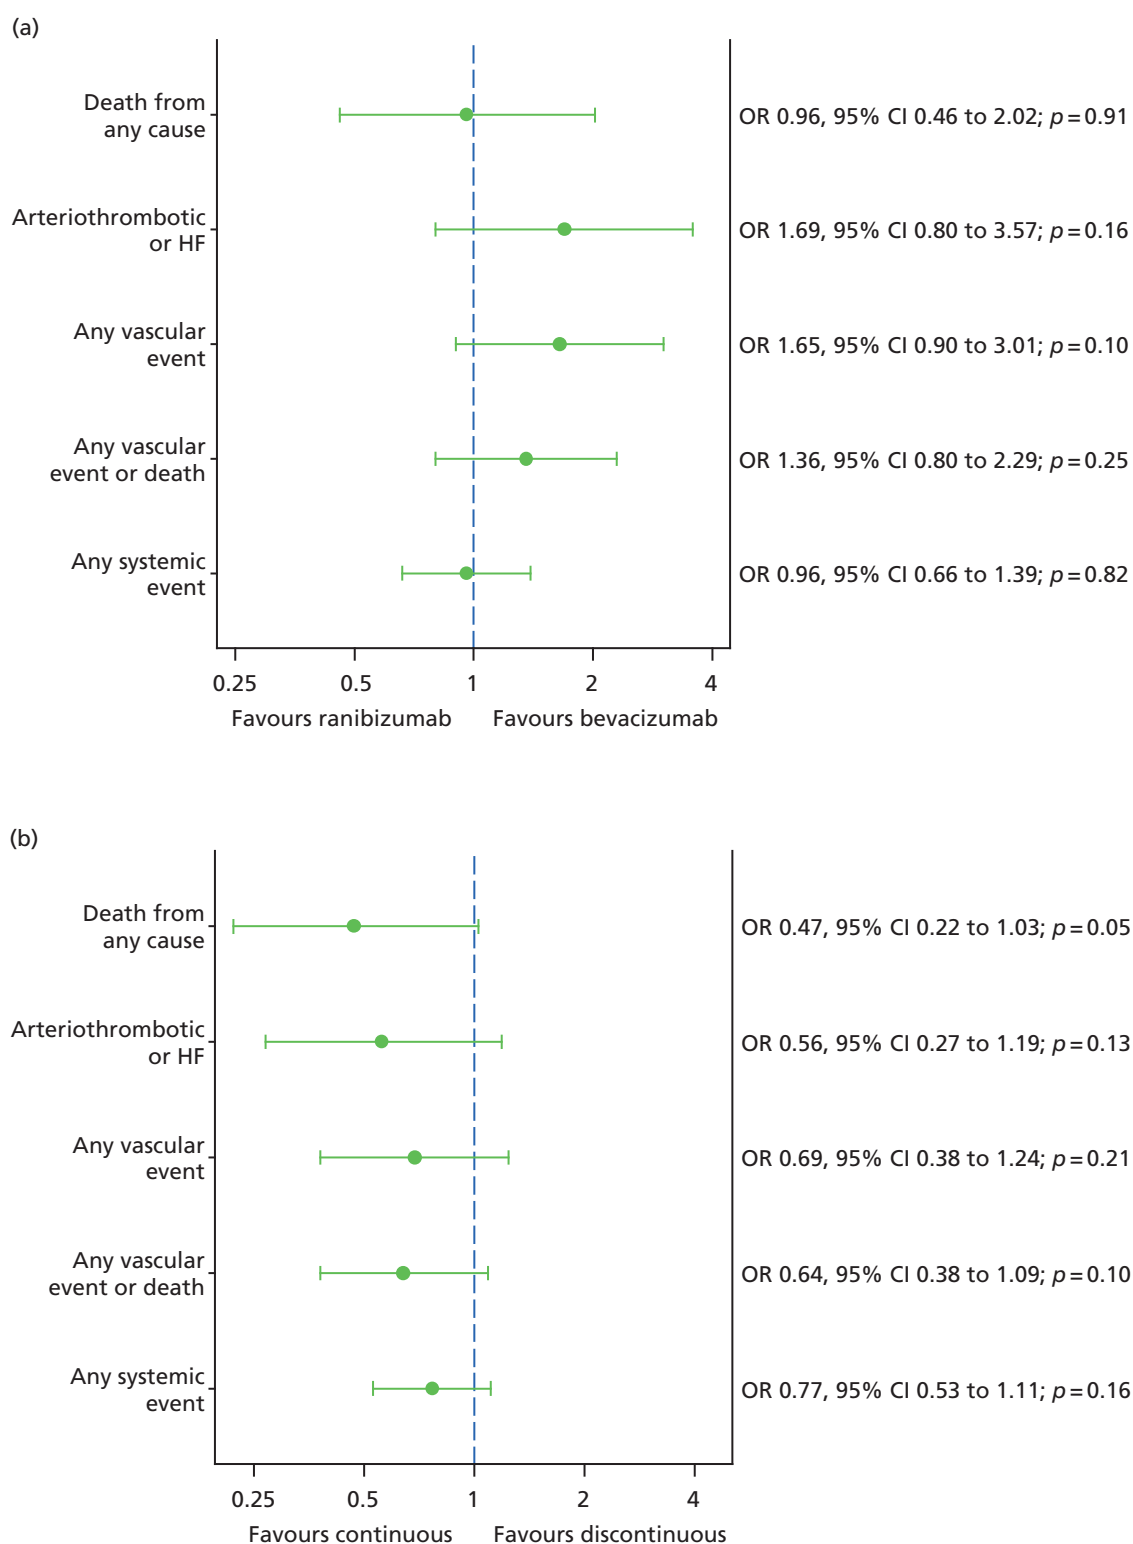 (a)
Death from
any cause
OR 0.96, 95% CI 0.46 to 2.02; p = 0.91
Arteriothrombotic
or HF
OR 1.69, 95% CI 0.80 to 3.57; p = 0.16
Any vascular
event
OR 1.65, 95% CI 0.90 to 3.01; p = 0.10
Any vascular
event or death
OR 1.36, 95% CI 0.80 to 2.29; p = 0.25
Any systemic
event
OR 0.96, 95% CI 0.66 to 1.39; p = 0.82
0.25 0.5 1 2 4
Favours ranibizumab Favours bevacizumab
(b)
Death from
any cause
OR 0.47, 95% CI 0.22 to 1.03; p = 0.05
Arteriothrombotic
or HF
OR 0.56, 95% CI 0.27 to 1.19; p = 0.13
Any vascular
event
OR 0.69, 95% CI 0.38 to 1.24; p = 0.21
Any vascular
event or death
OR 0.64, 95% CI 0.38 to 1.09; p = 0.10
Any systemic
event
OR 0.77, 95% CI 0.53 to 1.11; p = 0.16
0.25 0.5 1 2 4
Favours continuous Favours discontinuous